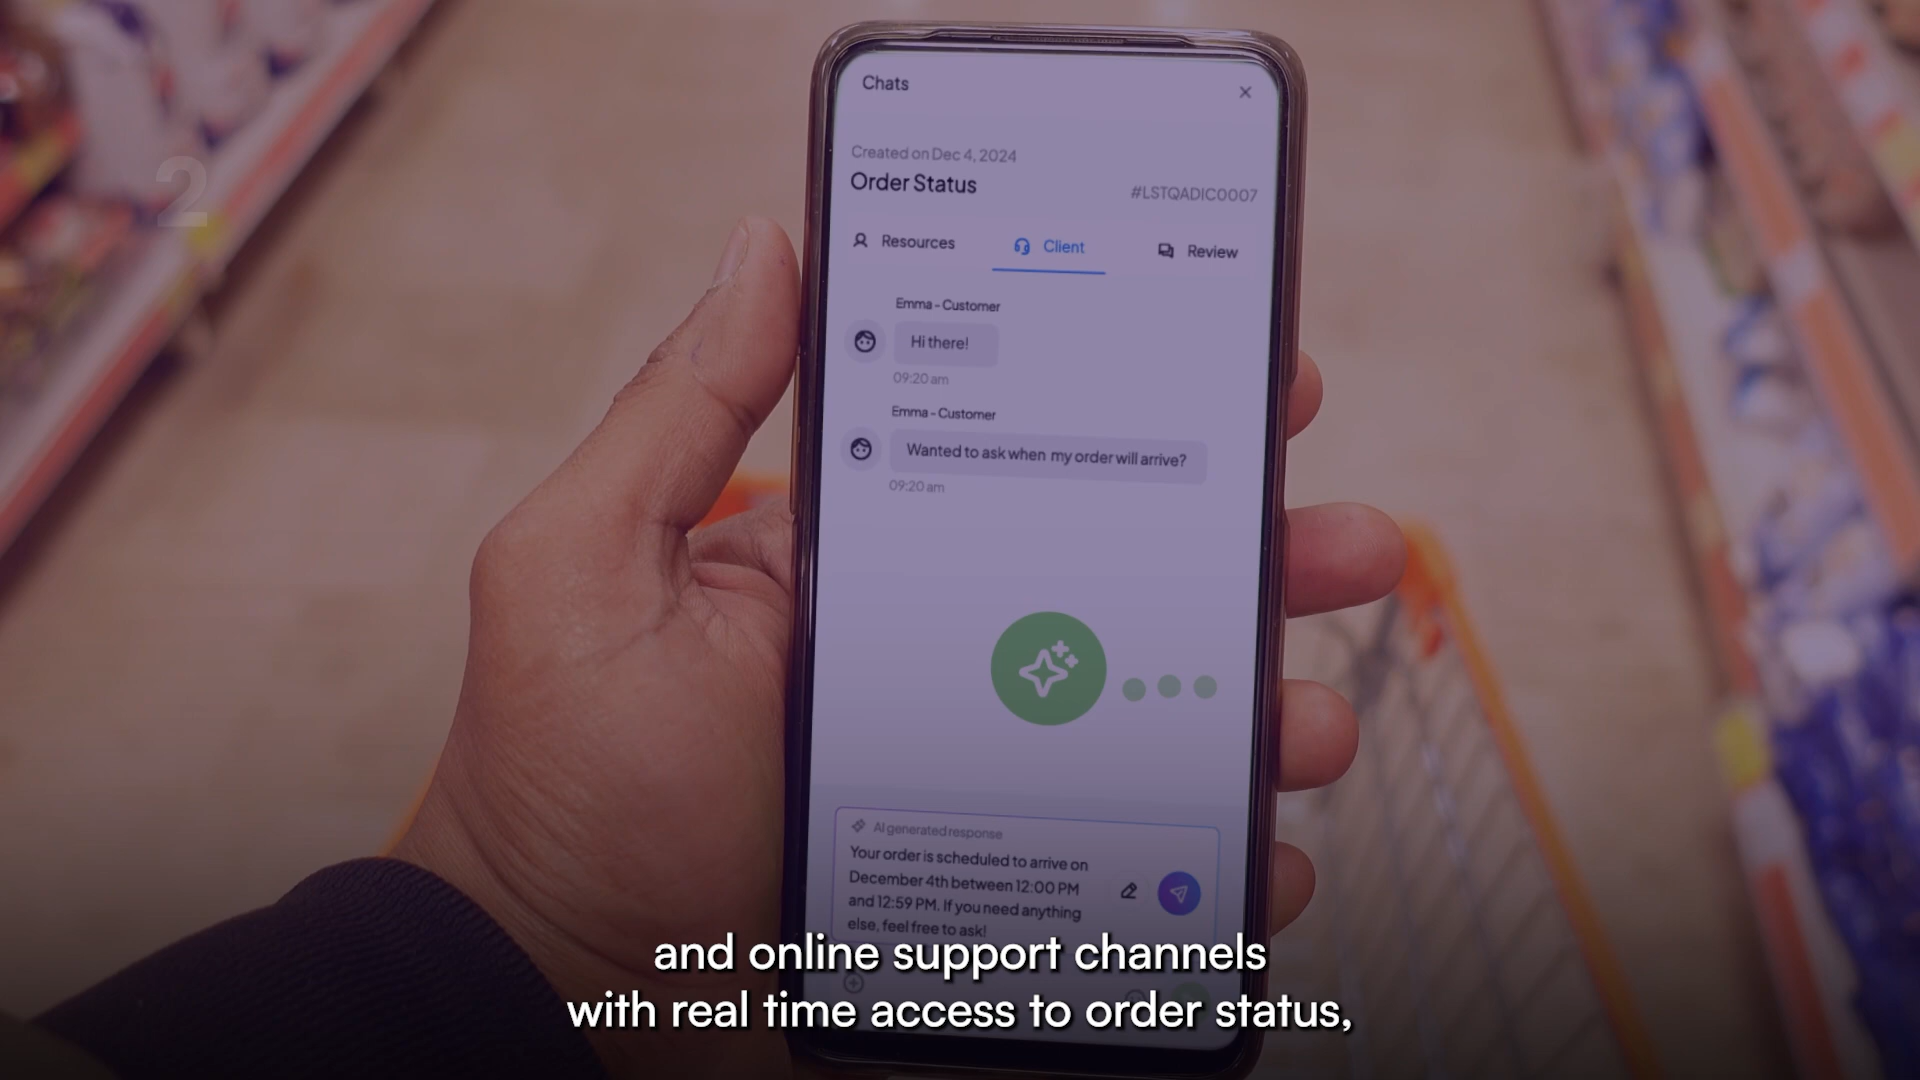 2
Chats
Created on Dec 4, 2024
Order Status
#LSTQADIC0007
Resources
Client
Review
Emma - Customer
Hi there!
09:20 am
Emma - Customer
Wanted to ask when my order will arrive?
09:20 am
AI generated response
Your order is scheduled to arrive on
December 4th between 12:00 PM
and 12:59 PM. If you need anything
else, feel free to ask!
and online support channels
with real time access to order status,